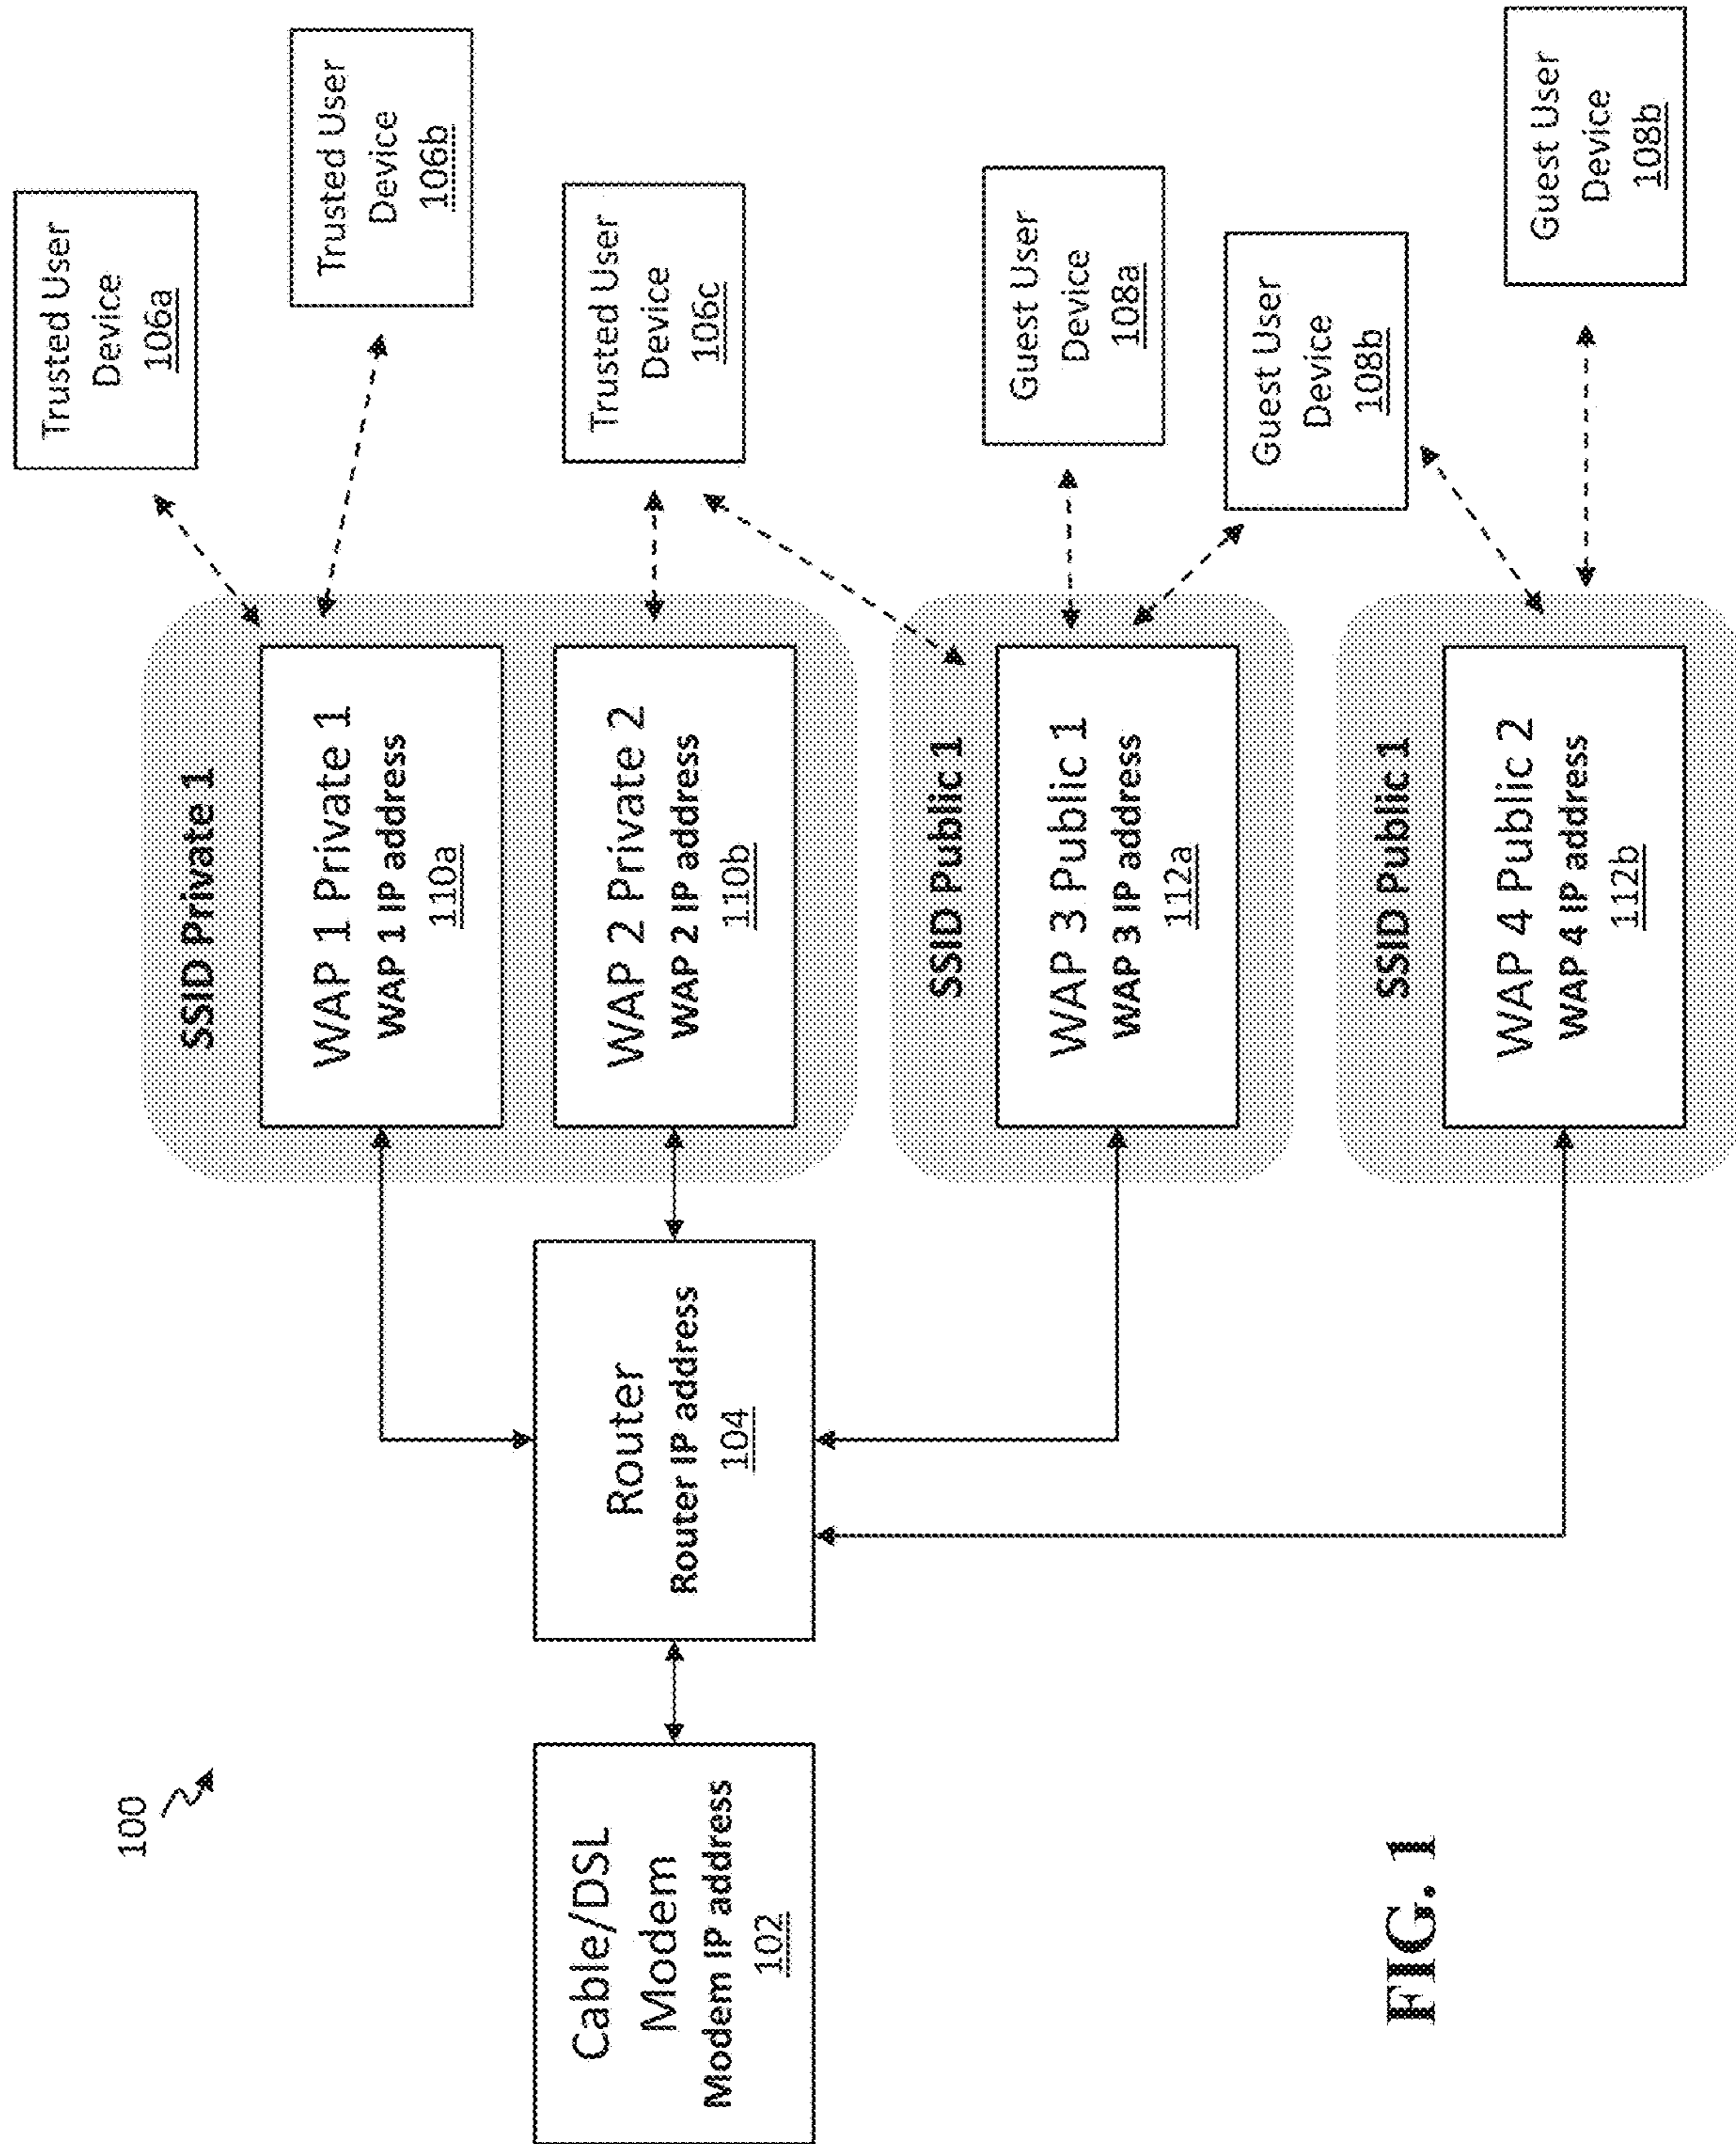 100
Cable/DSL
Modem
Modem IP address
102
Router
Router IP address
104
SSID Private 1
WAP 1 Private 1
WAP 1 IP address
110a
WAP 2 Private 2
WAP 2 IP address
110b
SSID Public 1
WAP 3 Public 1
WAP 3 IP address
112a
SSID Public 1
WAP 4 Public 2
WAP 4 IP address
112b
Trusted User
Device
106a
Trusted User
Device
106b
Trusted User
Device
106c
Guest User
Device
108a
Guest User
Device
108b
Guest User
Device
108b
FIG. 1